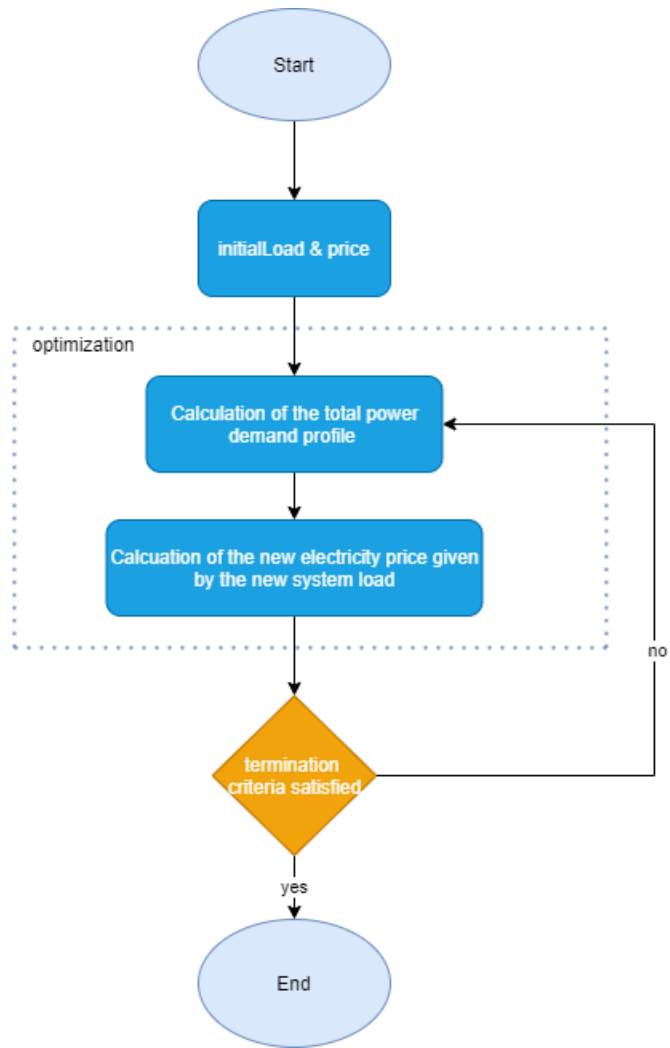 Start
initialLoad & price
optimization
Calculation of the total power
demand profile
Calcuation of the new electricity price given
by the new system load
no
termination
criteria satisfied
yes
End